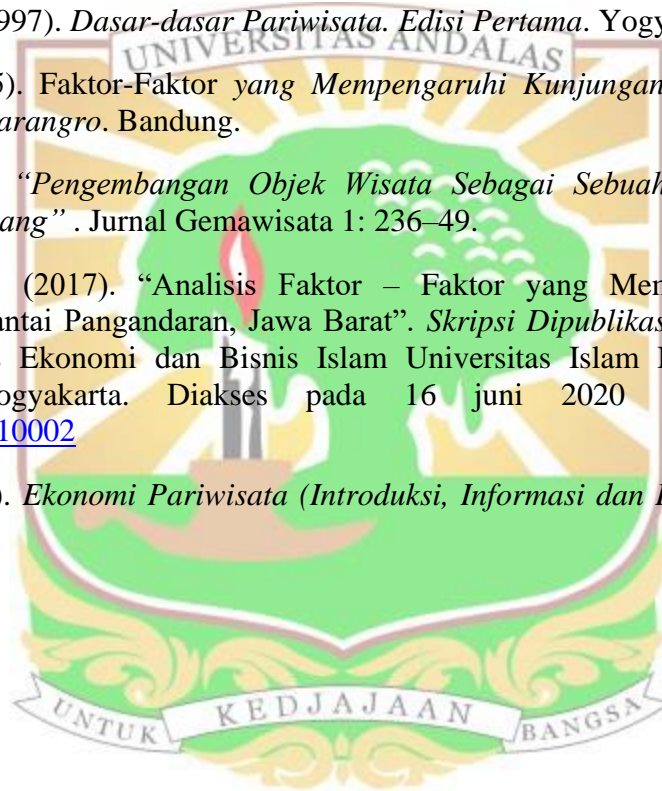 997). Dasar-dasar Pariwisata. Edisi Pertama. Yogy
UNIVERSITAS ANDALAS
5). Faktor-Faktor yang Mempengaruhi Kunjungan
arangro. Bandung.
“Pengembangan Objek Wisata Sebagai Sebuah
ang” . Jurnal Gemawisata 1: 236–49.
(2017). “Analisis Faktor – Faktor yang Mem
antai Pangandaran, Jawa Barat”. Skripsi Dipublikas
Ekonomi dan Bisnis Islam Universitas Islam
ogyakarta. Diakses pada 16 juni 2020
10002
). Ekonomi Pariwisata (Introduksi, Informasi dan
UNTUK KEDJAJAAN BANGSA